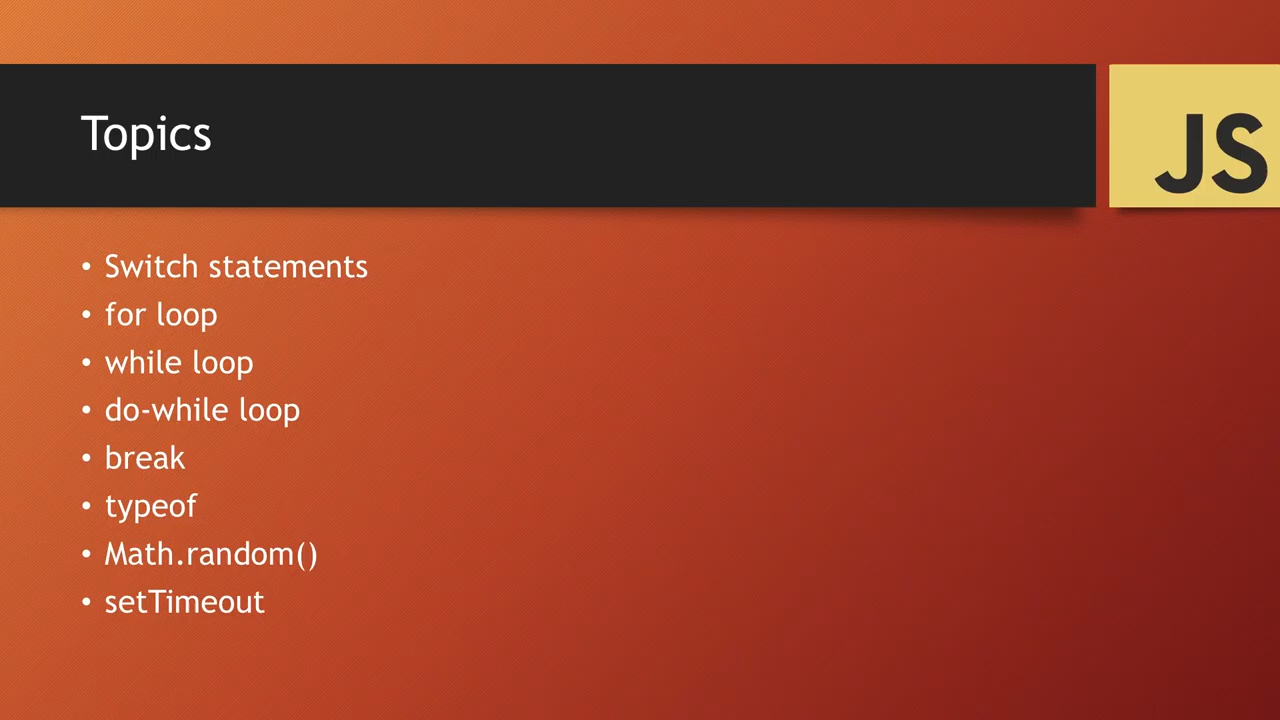 Topics
JS
• Switch statements
• for loop
• while loop
• do-while loop
• break
• typeof
• Math.random()
• setTimeout